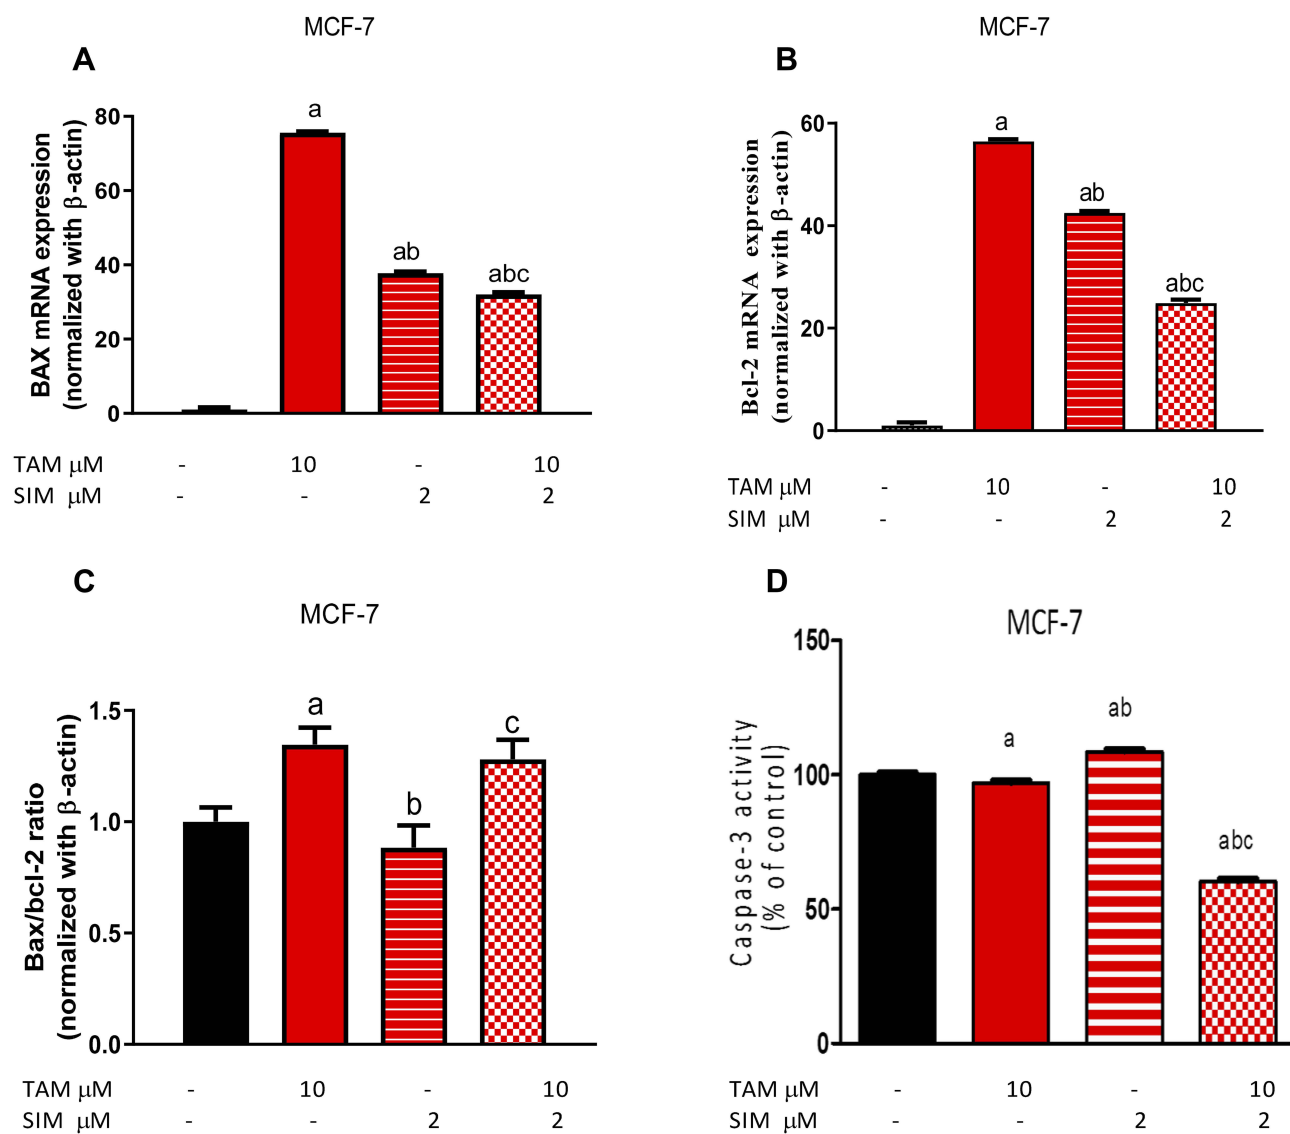 MCF-7
A
BAX mRNA expression
(normalized with β-actin)
80
60
40
20
0
a
ab
abc
TAM μM - 10 - 10
SIM μM - - 2 2
MCF-7
B
Bcl-2 mRNA expression
(normalized with β-actin)
60
40
20
0
a
ab
abc
TAM μM - 10 - 10
SIM μM - - 2 2
C
MCF-7
Bax/bcl-2 ratio
(normalized with β-actin)
1.5
1.0
0.5
0.0
a
b
c
TAM μM - 10 - 10
SIM μM - - 2 2
D
MCF-7
Caspase-3 activity
(% of control)
150
100
50
0
a
ab
abc
TAM μM - 10 - 10
SIM μM - - 2 2